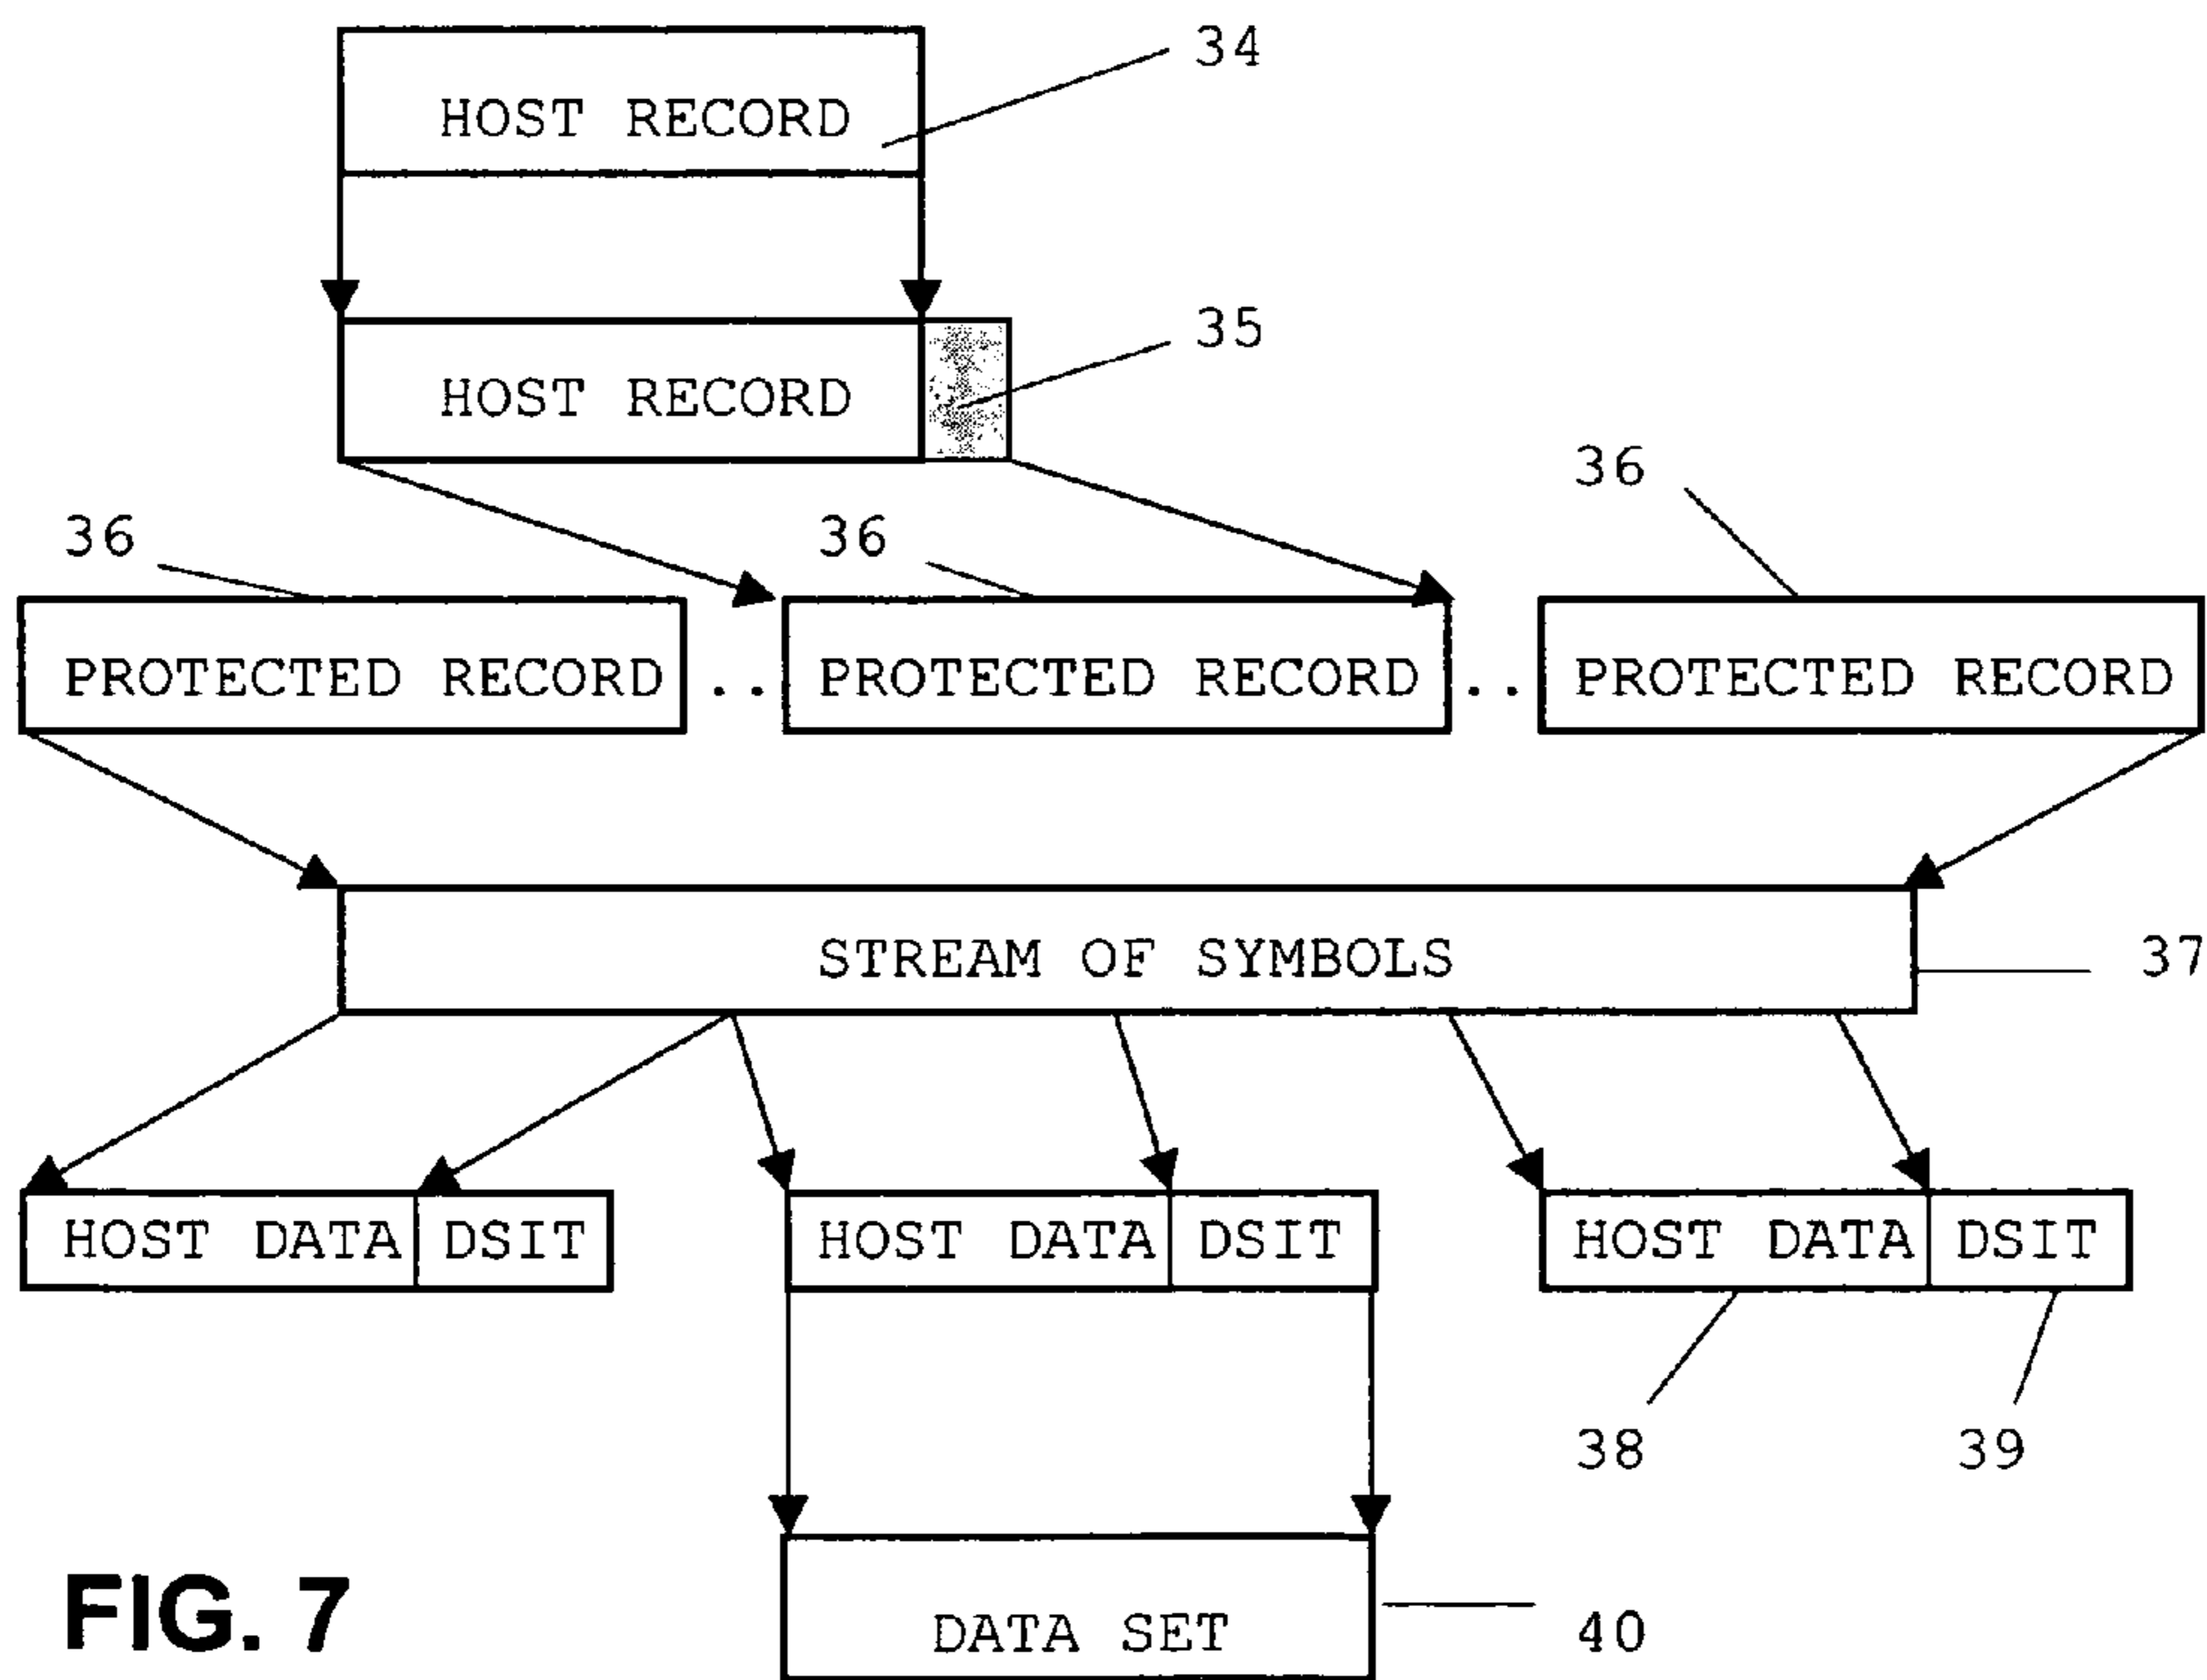 34
HOST RECORD
35
HOST RECORD
36
36 36
PROTECTED RECORD .. PROTECTED RECORD .. PROTECTED RECORD
STREAM OF SYMBOLS 37
HOST DATA DSIT HOST DATA DSIT HOST DATA DSIT
38 39
FIG. 7
DATA SET 40